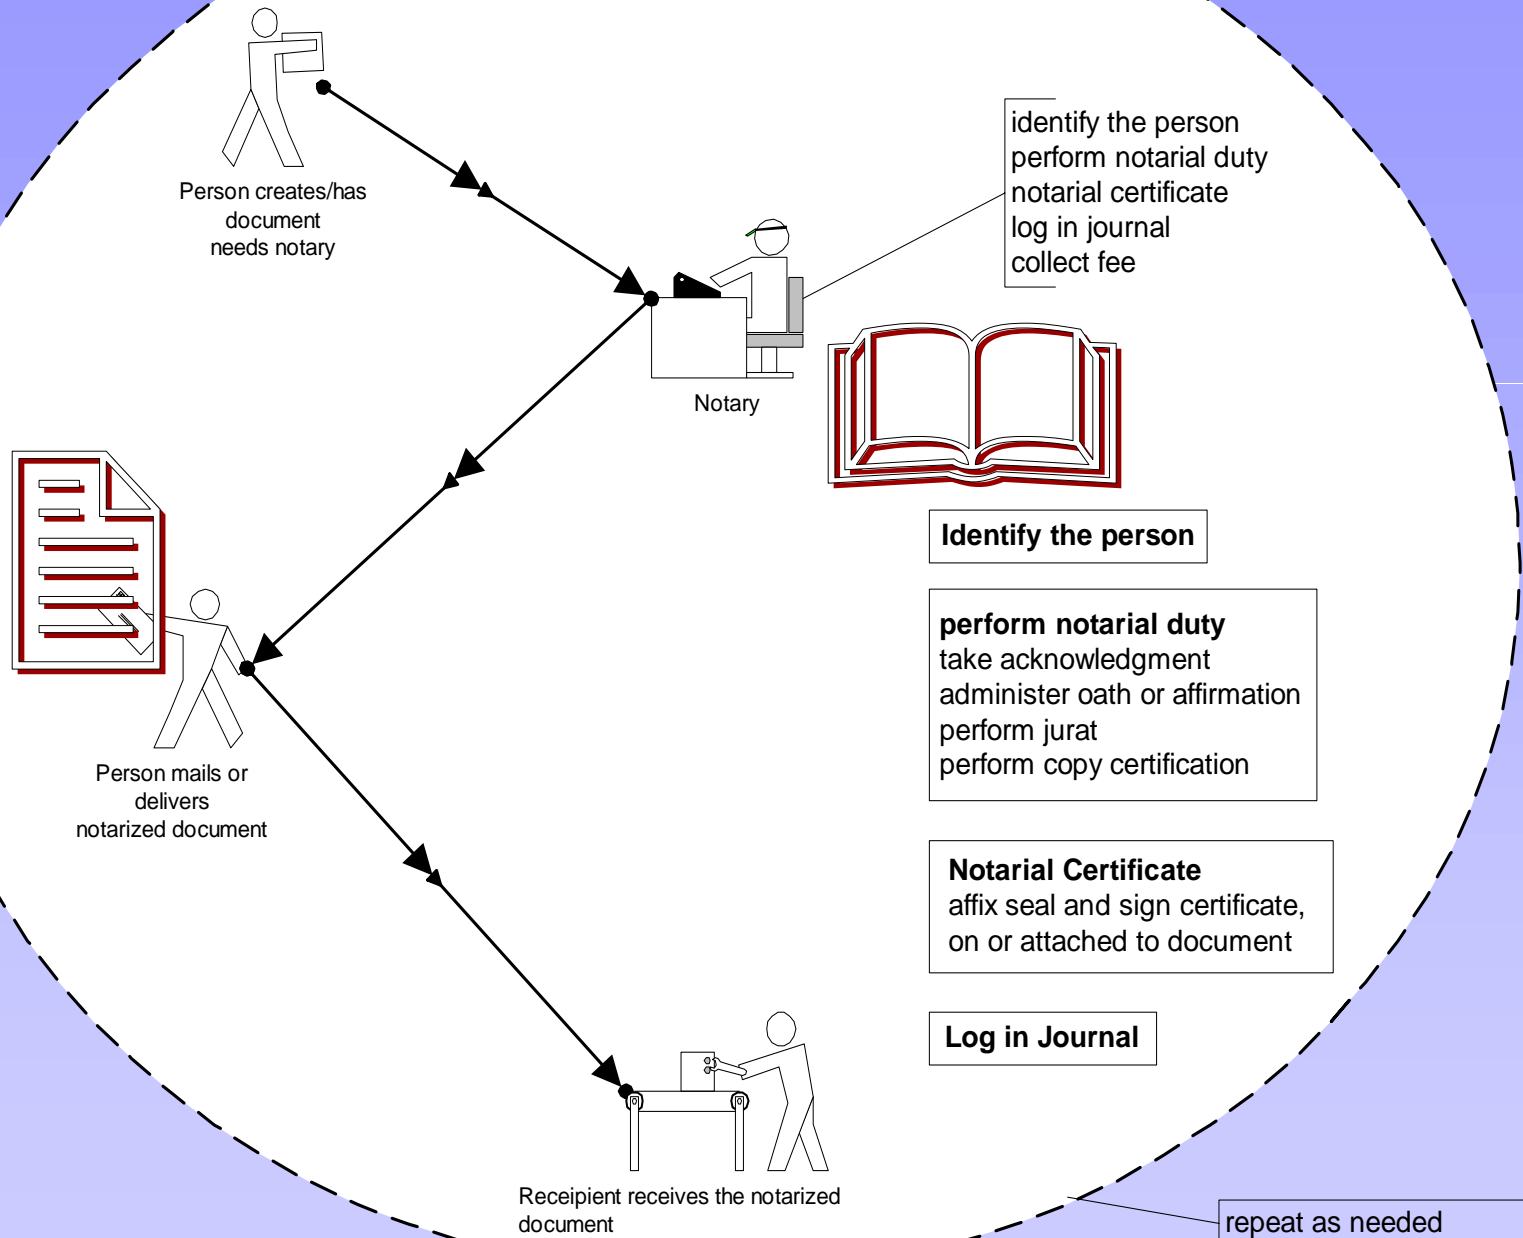 Person creates/has
document
needs notary
identify the person
perform notarial duty
notarial certificate
log in journal
collect fee
Notary
Identify the person
perform notarial duty
take acknowledgment
administer oath or affirmation
perform jurat
perform copy certification
Person mails or
delivers
notarized document
Notarial Certificate
affix seal and sign certificate,
on or attached to document
Log in Journal
Receipient receives the notarized
document
repeat as needed